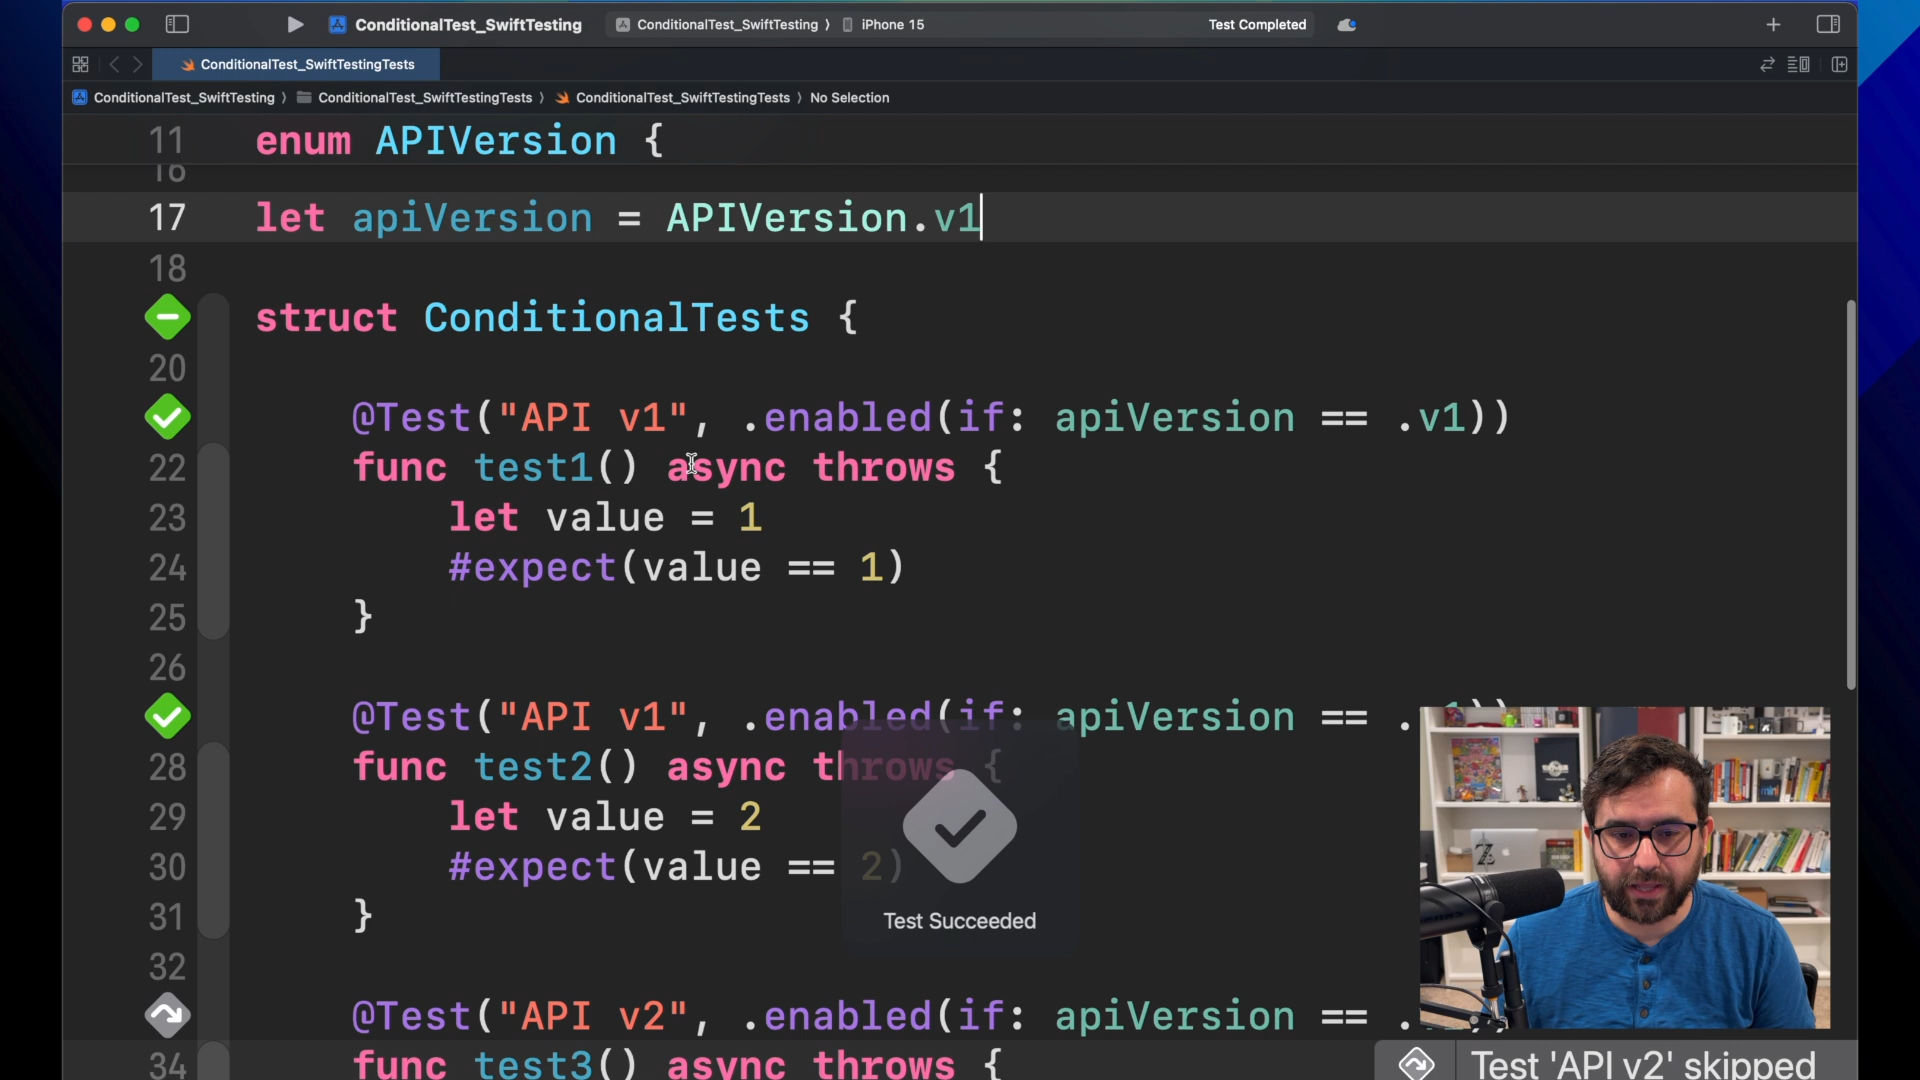 ConditionalTest_SwiftTesting
ConditionalTest_SwiftTesting 〉 iPhone 15
Test Completed
ConditionalTest_SwiftTestingTests
ConditionalTest_SwiftTesting 〉 ConditionalTest_SwiftTestingTests 〉 ConditionalTest_SwiftTestingTests 〉 No Selection
11 enum APIVersion {
16
17 let apiVersion = APIVersion.v1
18
struct ConditionalTests {
20
@Test("API v1", .enabled(if: apiVersion == .v1))
22 func test1() async throws {
23 let value = 1
24 #expect(value == 1)
25 }
26
@Test("API v1", .enabled(if: apiVersion == .
28 func test2() async throws {
29 let value = 2
30 #expect(value == 2)
31 }
Test Succeeded
32
@Test("API v2", .enabled(if: apiVersion == .
34 func test3() async throws {
Test 'API v2' skipped